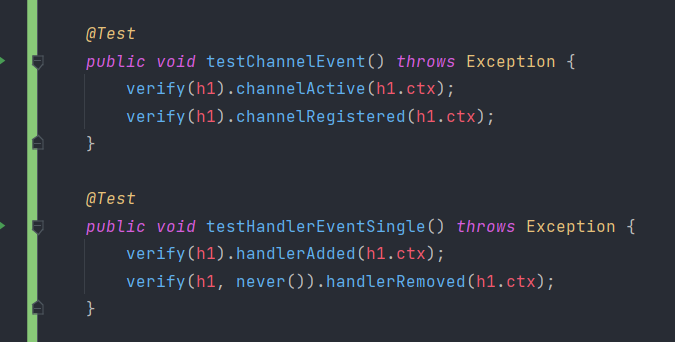 @Test
public void testChannelEvent() throws Exception {
    verify(h1).channelActive(h1.ctx);
    verify(h1).channelRegistered(h1.ctx);
}
@Test
public void testHandlerEventSingle() throws Exception {
    verify(h1).handlerAdded(h1.ctx);
    verify(h1, never()).handlerRemoved(h1.ctx);
}